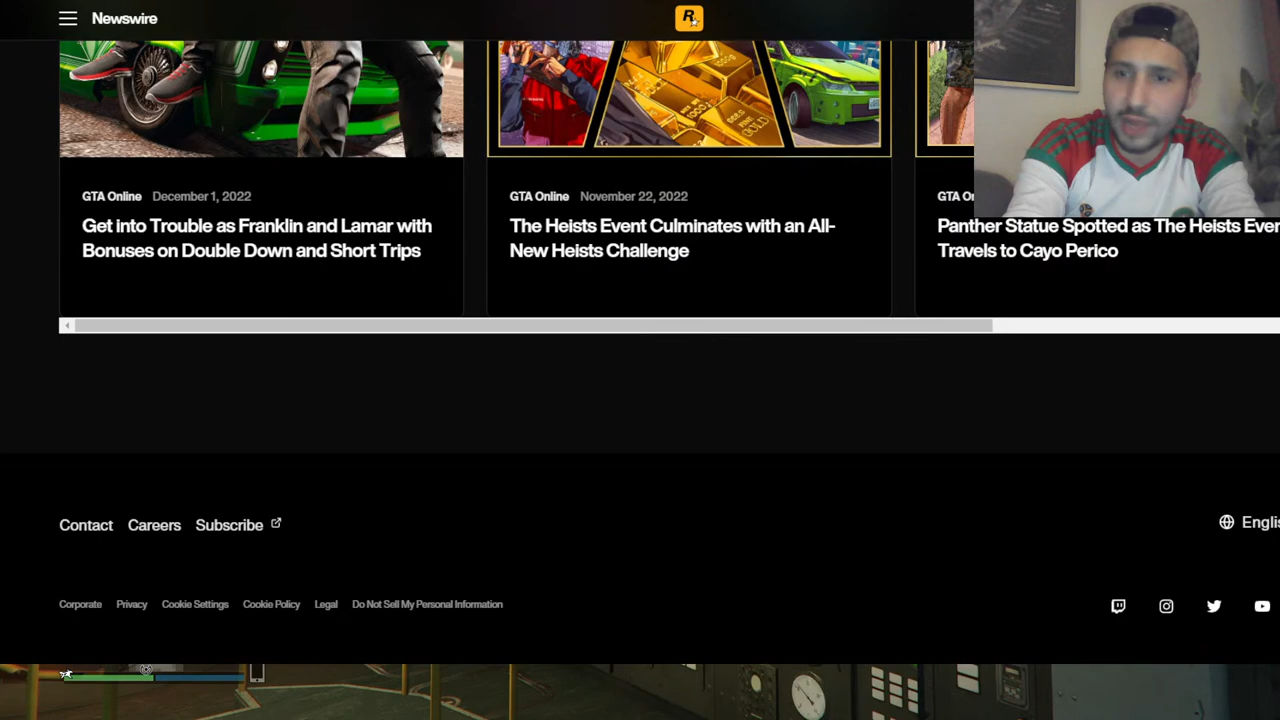 Newswire
GTA Online December 1, 2022
Get into Trouble as Franklin and Lamar with
Bonuses on Double Down and Short Trips
GTA Online November 22, 2022
The Heists Event Culminates with an All-
New Heists Challenge
GTA
Panther Statue Spotted as The Heists
Travels to Cayo Perico
Contact Careers Subscribe
Corporate Privacy Cookie Settings Cookie Policy Legal Do Not Sell My Personal Information